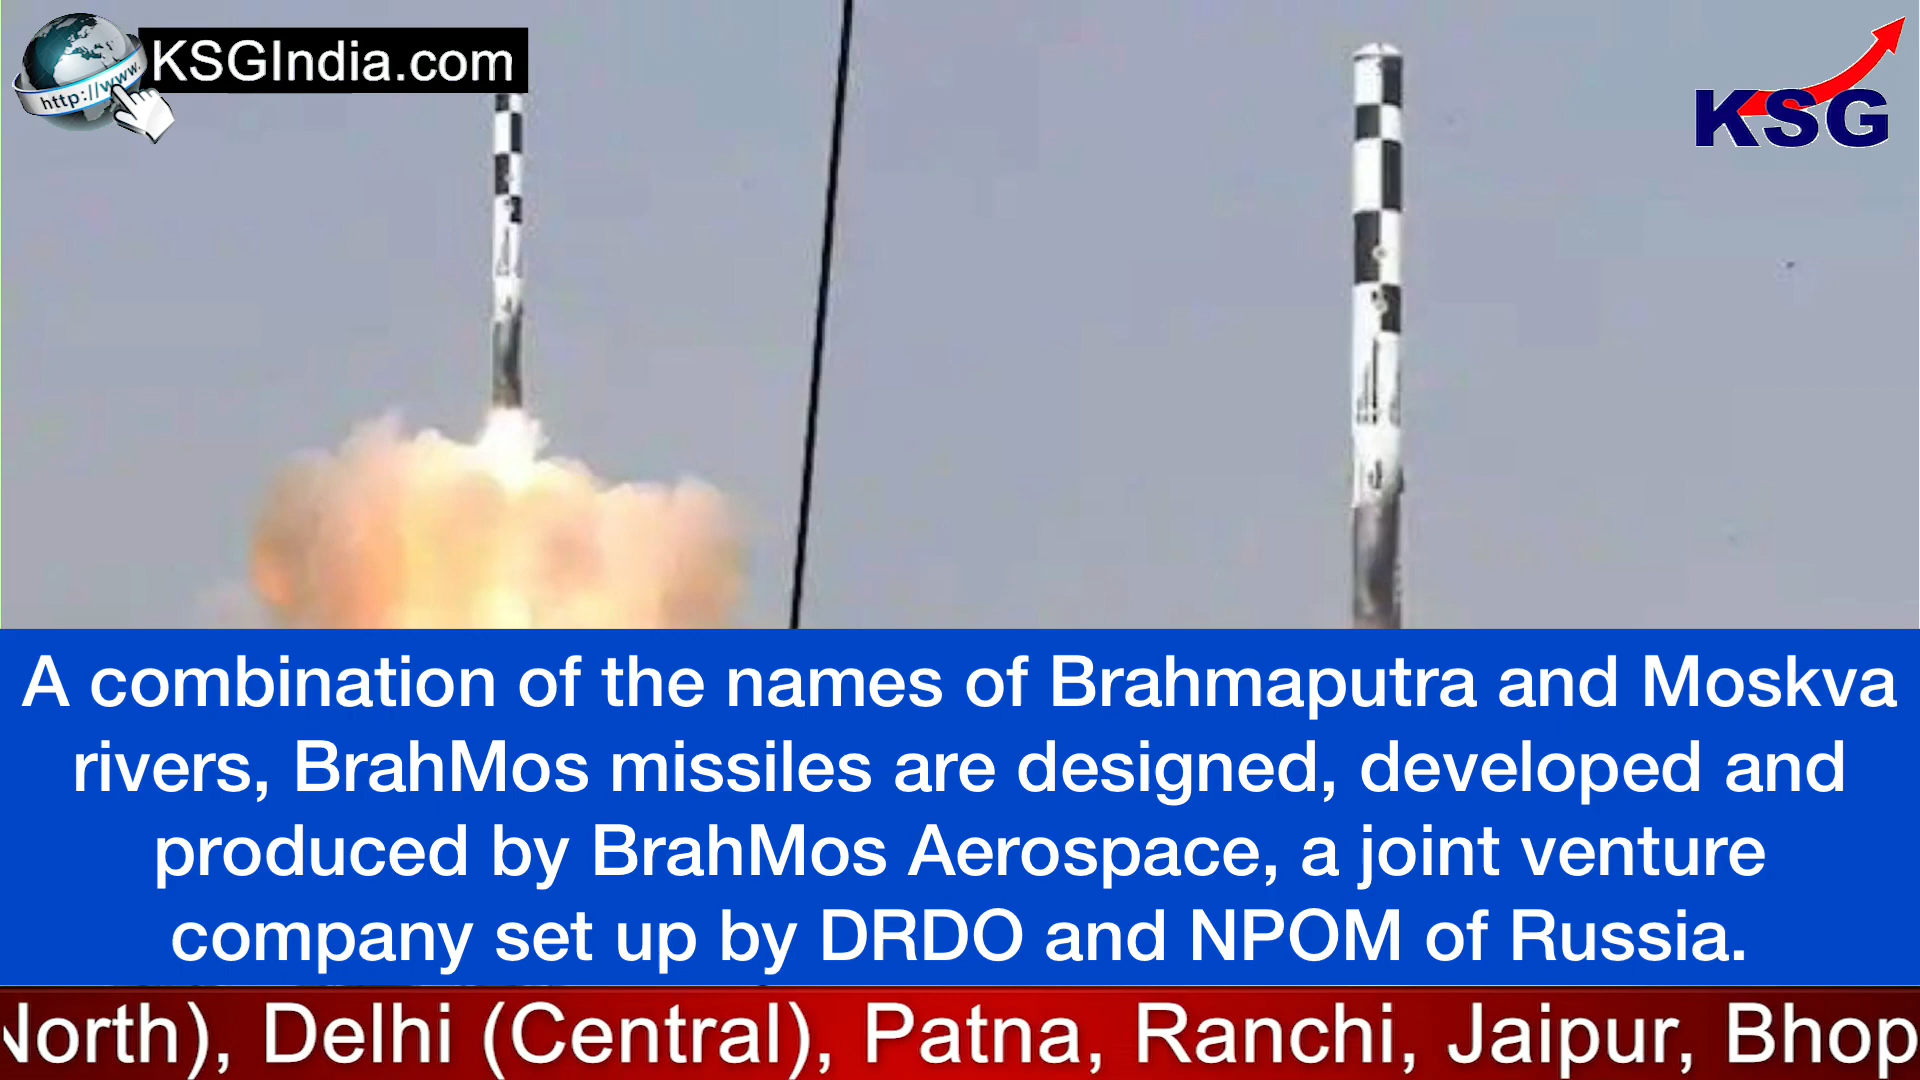 KSGIndia.com
http://www.
KSG
A combination of the names of Brahmaputra and Moskva
rivers, BrahMos missiles are designed, developed and
produced by BrahMos Aerospace, a joint venture
company set up by DRDO and NPOM of Russia.
North), Delhi (Central), Patna, Ranchi, Jaipur, Bhop